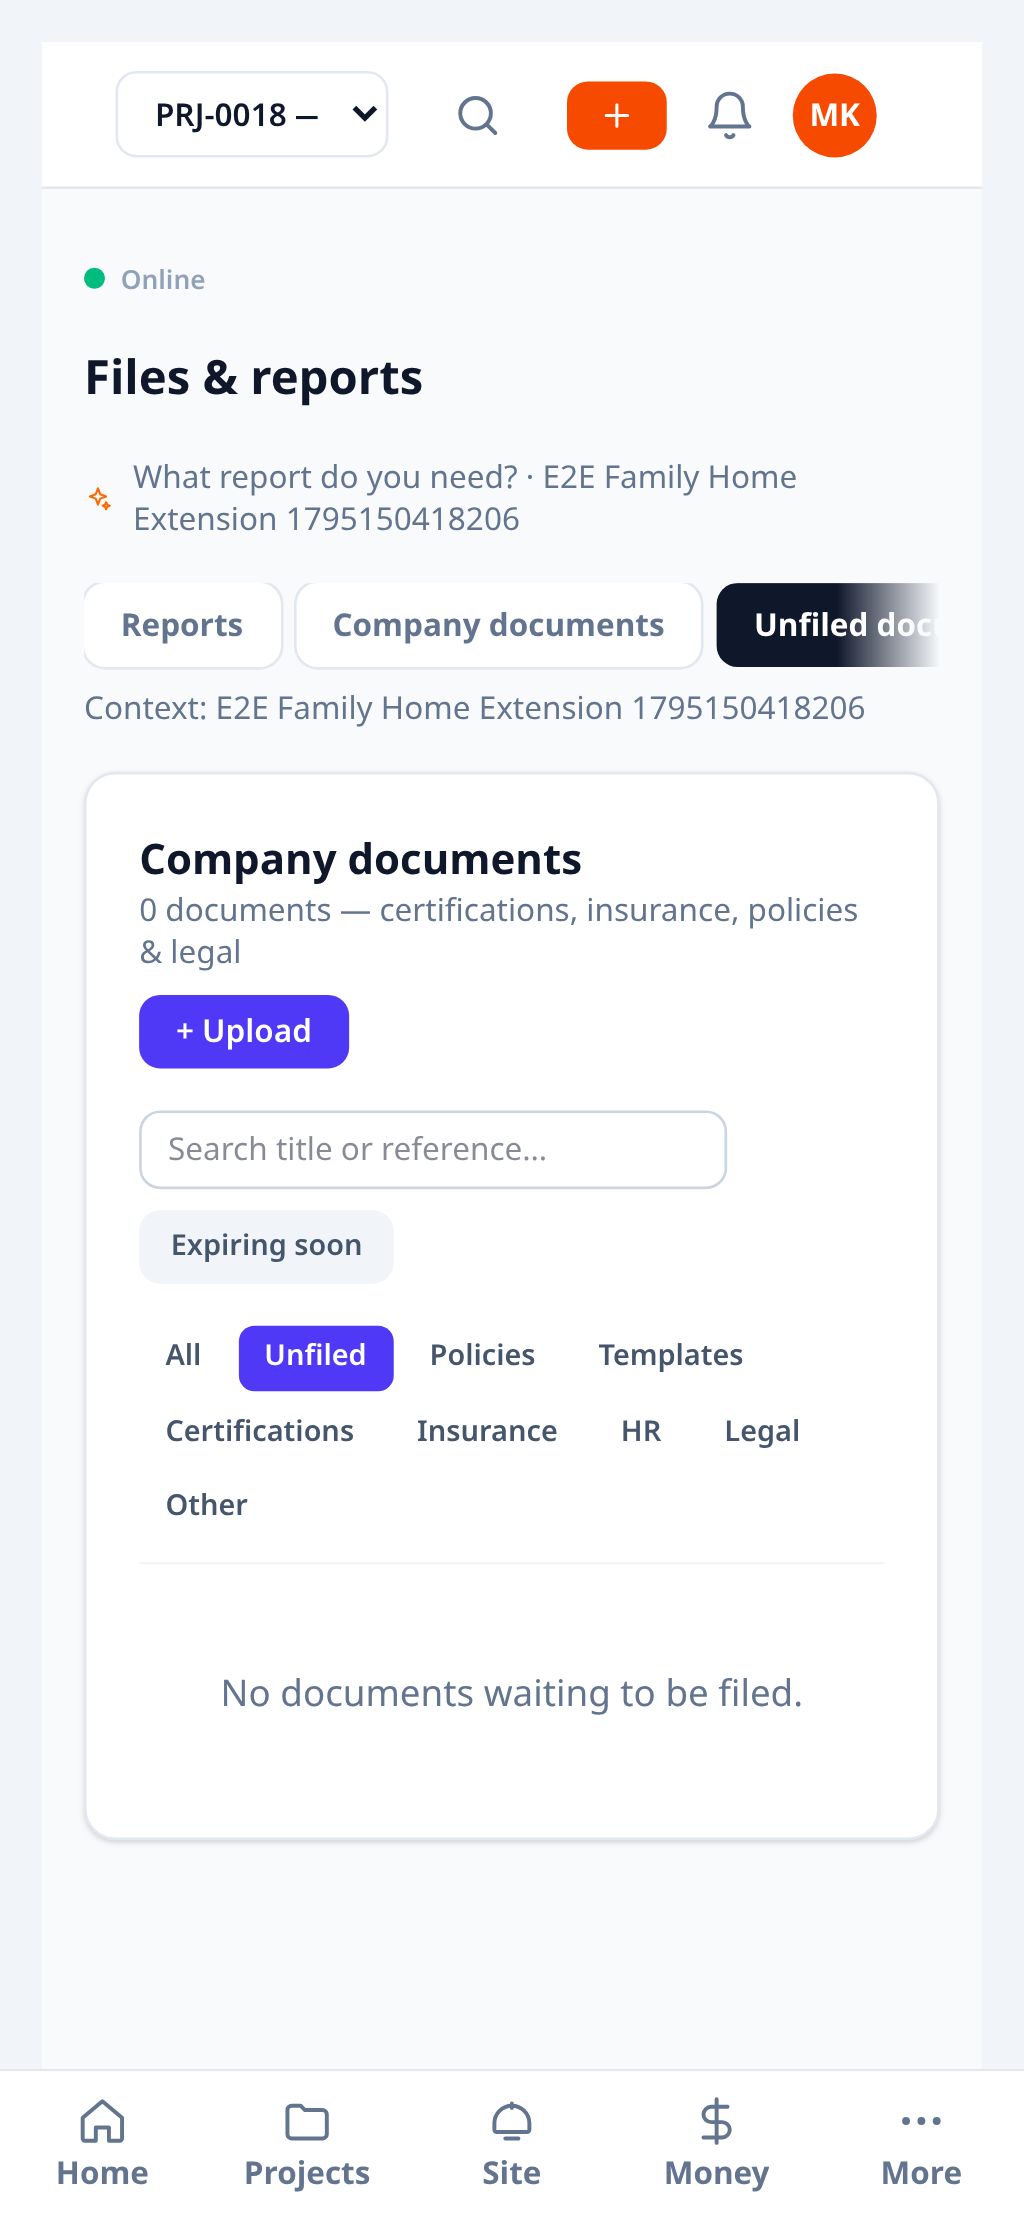 PRJ-0018 —
+
MK
Online
Files & reports
What report do you need? · E2E Family Home
Extension 1795150418206
Reports
Company documents
Unfiled doc
Context: E2E Family Home Extension 1795150418206
Company documents
0 documents — certifications, insurance, policies
& legal
+ Upload
Search title or reference...
Expiring soon
All
Unfiled
Policies
Templates
Certifications
Insurance
HR
Legal
Other
No documents waiting to be filed.
Home
Projects
Site
Money
More